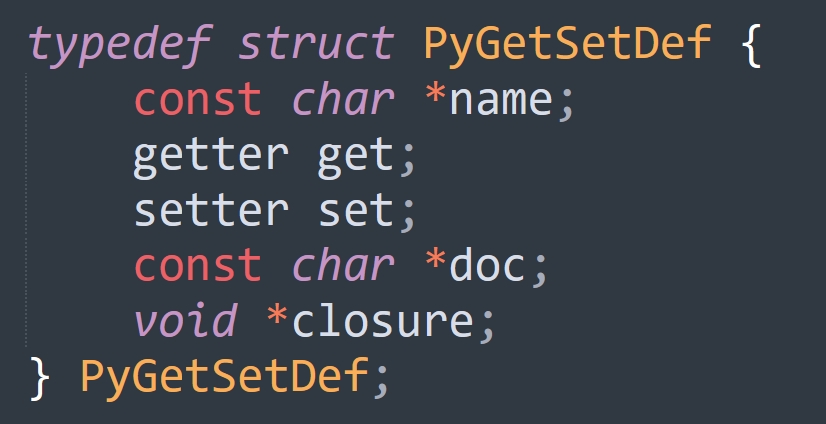 typedef struct PyGetSetDef {
    const char *name;
    getter get;
    setter set;
    const char *doc;
    void *closure;
} PyGetSetDef;